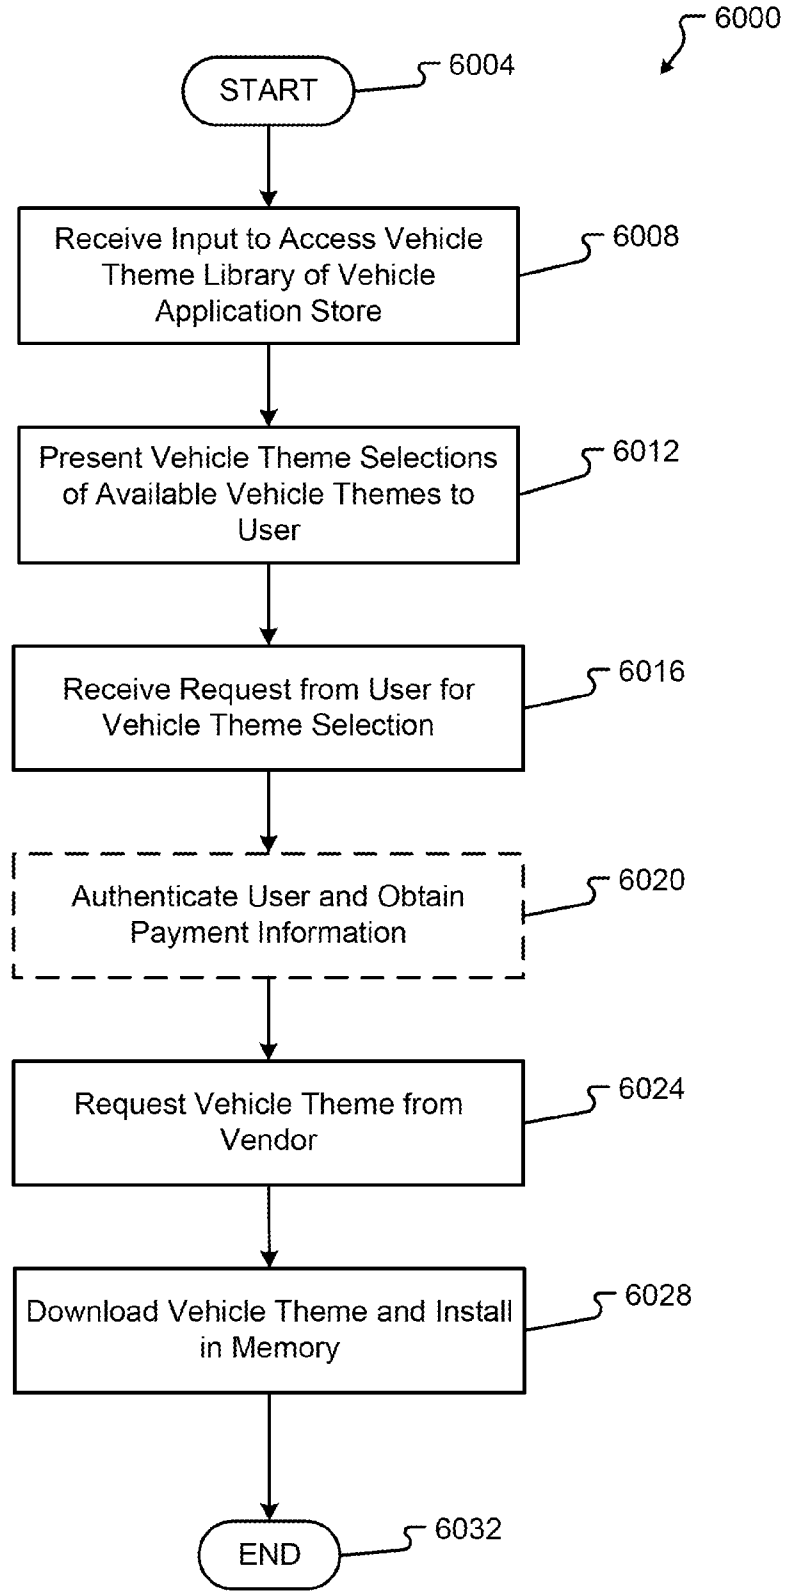 6000
START
6004
Receive Input to Access Vehicle
Theme Library of Vehicle
Application Store
6008
Present Vehicle Theme Selections
of Available Vehicle Themes to
User
6012
Receive Request from User for
Vehicle Theme Selection
6016
Authenticate User and Obtain
Payment Information
6020
Request Vehicle Theme from
Vendor
6024
Download Vehicle Theme and Install
in Memory
6028
END
6032